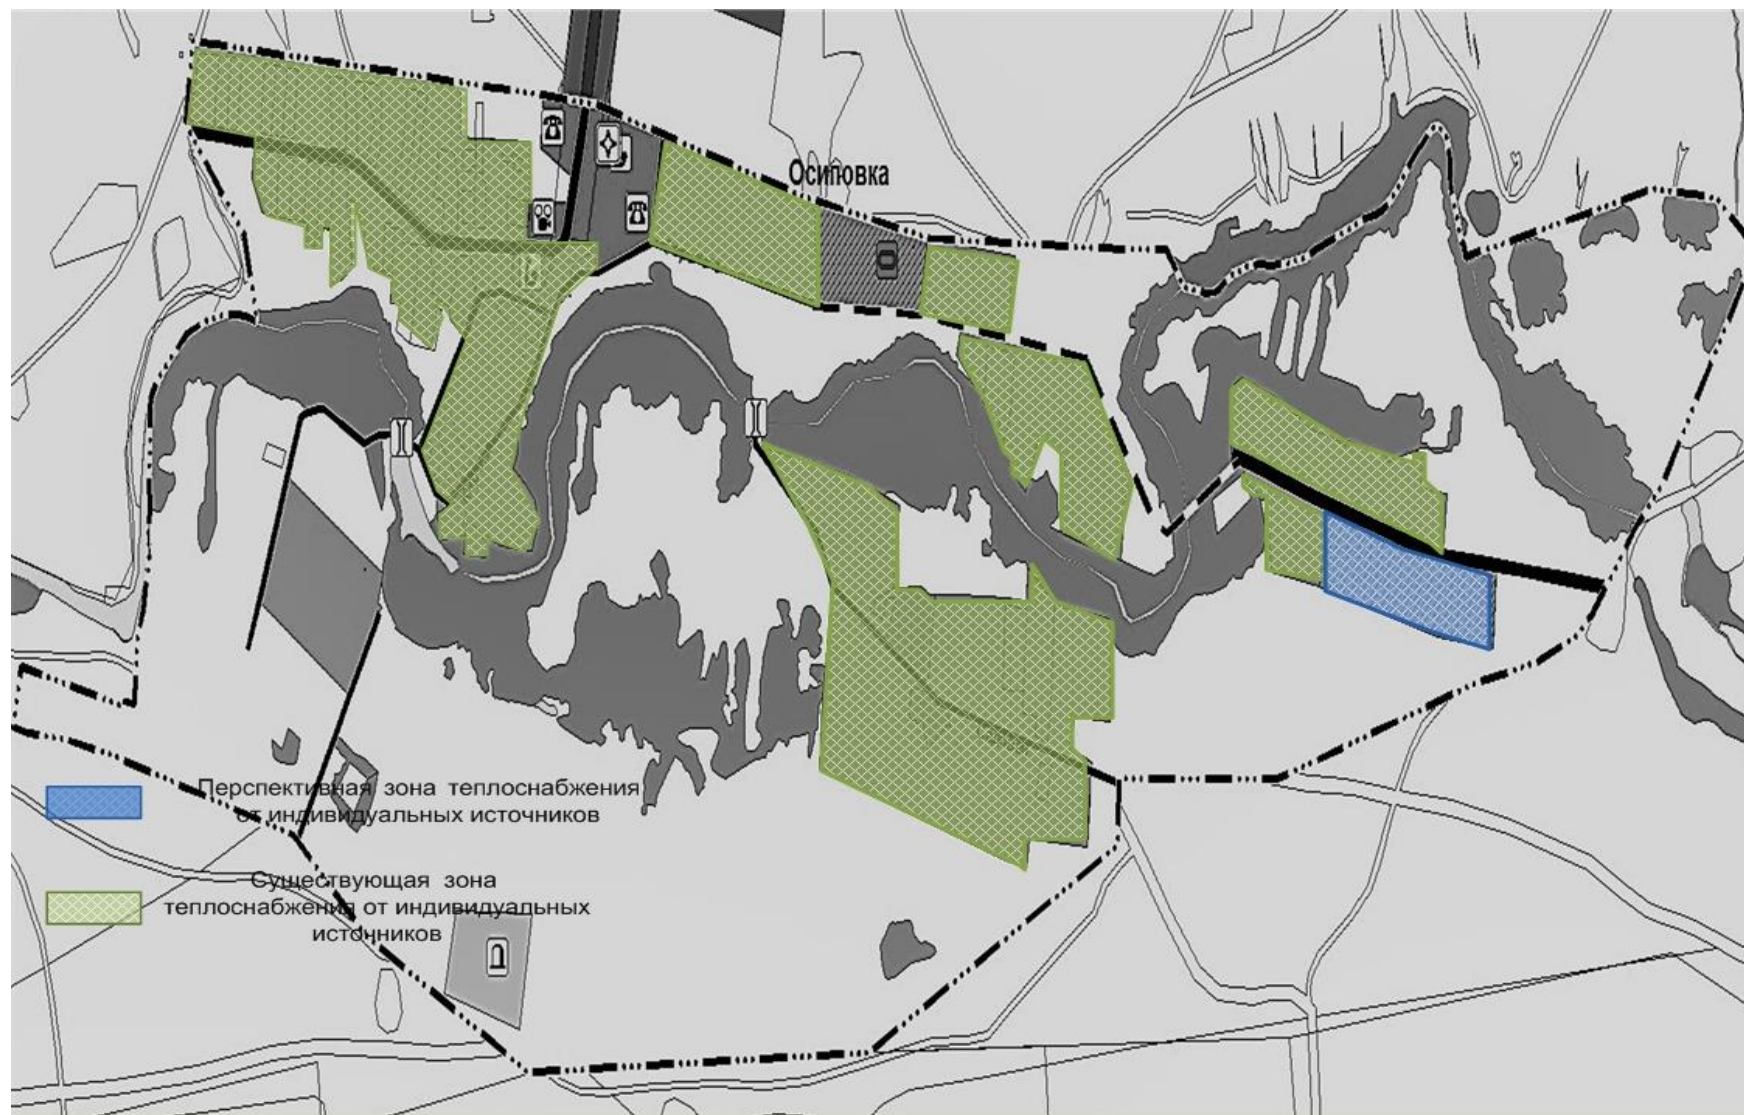 Осиповка
Перспективная зона теплоснабжения
от индивидуальных источников
Существующая зона
теплоснабжения от индивидуальных
источников